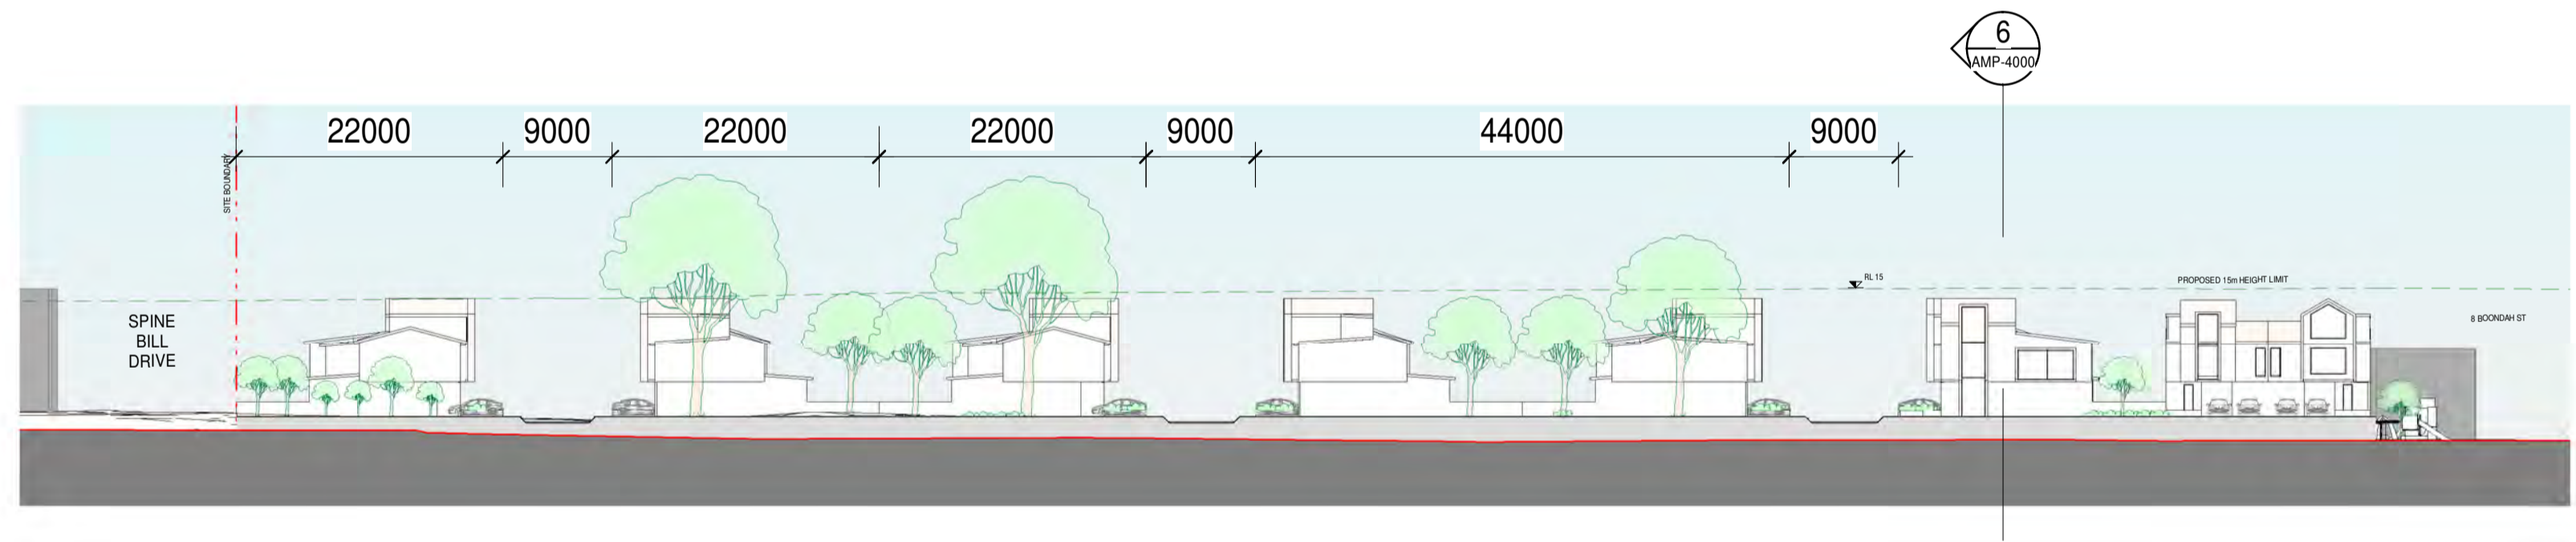 6
AMP-4000
22000
9000
22000
22000
9000
44000
9000
SITE BOUNDARY
RL 15
PROPOSED 15m HEIGHT LIMIT
SPINE
BILL
DRIVE
8 BOONDAH ST